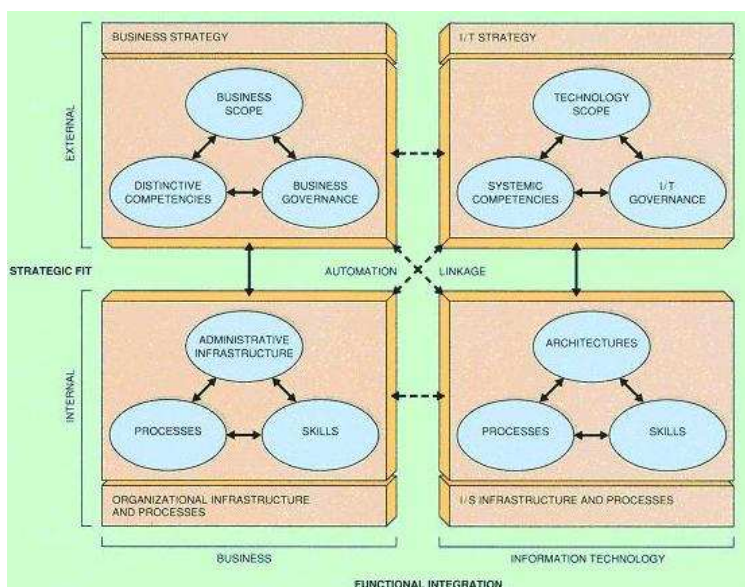 BUSINESS STRATEGY
I/T STRATEGY
BUSINESS
SCOPE
TECHNOLOGY
SCOPE
EXTERNAL
DISTINCTIVE
COMPETENCIES
BUSINESS
GOVERNANCE
SYSTEMIC
COMPETENCIES
I/T
GOVERNANCE
STRATEGIC FIT
AUTOMATION
LINKAGE
ADMINISTRATIVE
INFRASTRUCTURE
ARCHITECTURES
INTERNAL
PROCESSES
SKILLS
PROCESSES
SKILLS
ORGANIZATIONAL INFRASTRUCTURE
AND PROCESSES
I/S INFRASTRUCTURE AND PROCESSES
BUSINESS
INFORMATION TECHNOLOGY
FUNCTIONAL INTEGRATION